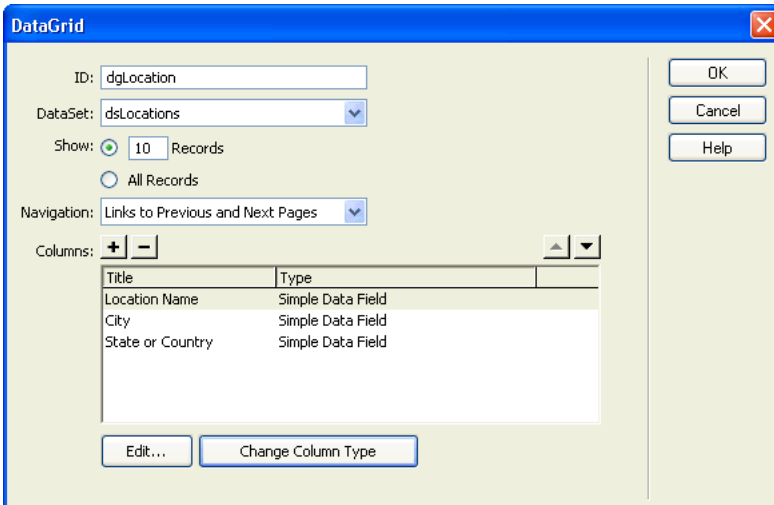 DataGrid
ID: dgLocation
OK
DataSet: dsLocations
Cancel
Show: 10 Records
Help
All Records
Navigation: Links to Previous and Next Pages
Columns: + −
Title Type
Location Name Simple Data Field
City Simple Data Field
State or Country Simple Data Field
Edit... Change Column Type